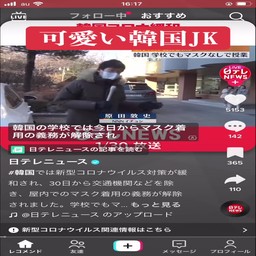 16:17
LIVE
フォロー中
おすすめ
可愛い韓国JK
韓国 学校でもマスクなしで授業
日テレ
NEWS
原田敦史
5153
韓国の学校では今日からマスク着
用の義務が解除され
142
日テレNEWSの記事を読む
1/30 放送
365
日テレニュース
#韓国では新型コロナウイルス対策が緩
和され、30日から交通機関などを除
き、屋内でのマスクの着用の義務が解
除されました。学校でもマ... もっと見る
110
@日テレニュース のアップロード
新型コロナウイルス関連情報はこちら
レコメンド
友達
メッセージ
プロフィール